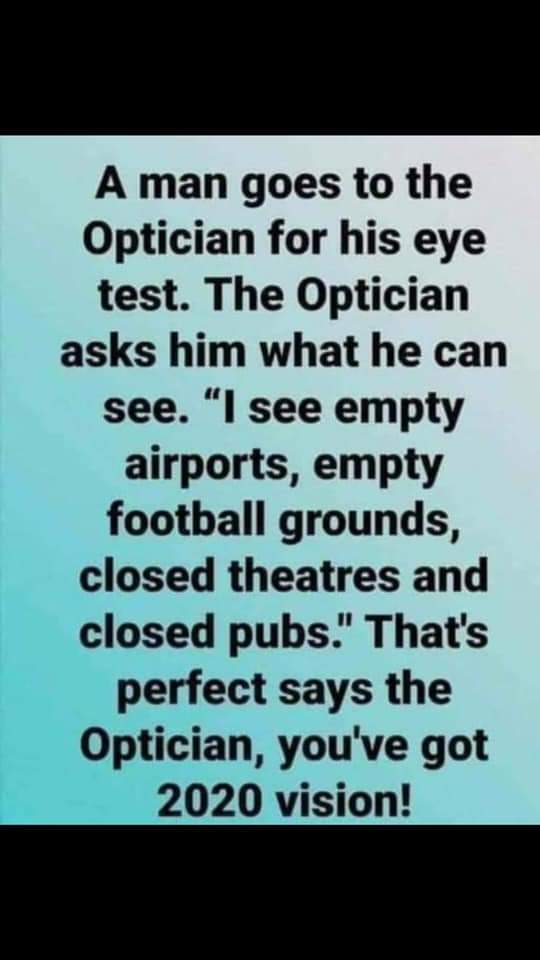 A man goes to the
Optician for his eye
test. The Optician
asks him what he can
see. “I see empty
airports, empty
football grounds,
closed theatres and
closed pubs." That's
perfect says the
Optician, you've got
2020 vision!